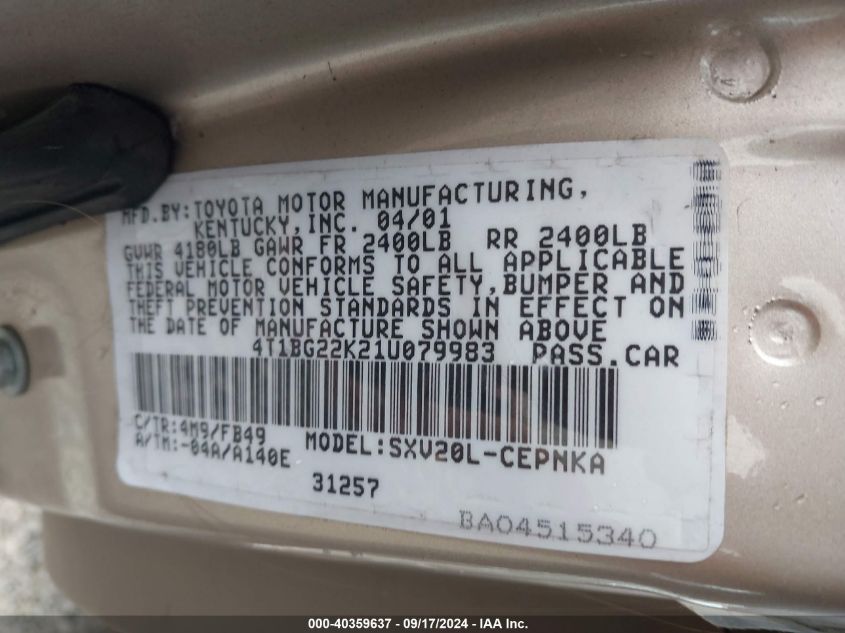 MFD.BY:TOYOTA MOTOR MANUFACTURING,
KENTUCKY,INC. 04/01
GVWR 4180LB GAWR FR 2400LB RR 2400LB
THIS VEHICLE CONFORMS TO ALL APPLICABLE
FEDERAL MOTOR VEHICLE SAFETY,BUMPER AND
THEFT PREVENTION STANDARDS IN EFFECT ON
THE DATE OF MANUFACTURE SHOWN ABOVE
4T1BG22K21U079983 PASS.CAR
C/TR:4M9/FB49
A/TM:-04A/A140E MODEL:SXV20L-CEPNKA
31257
BA04515340
000-40359637 - 09/17/2024 - IAA, Inc.